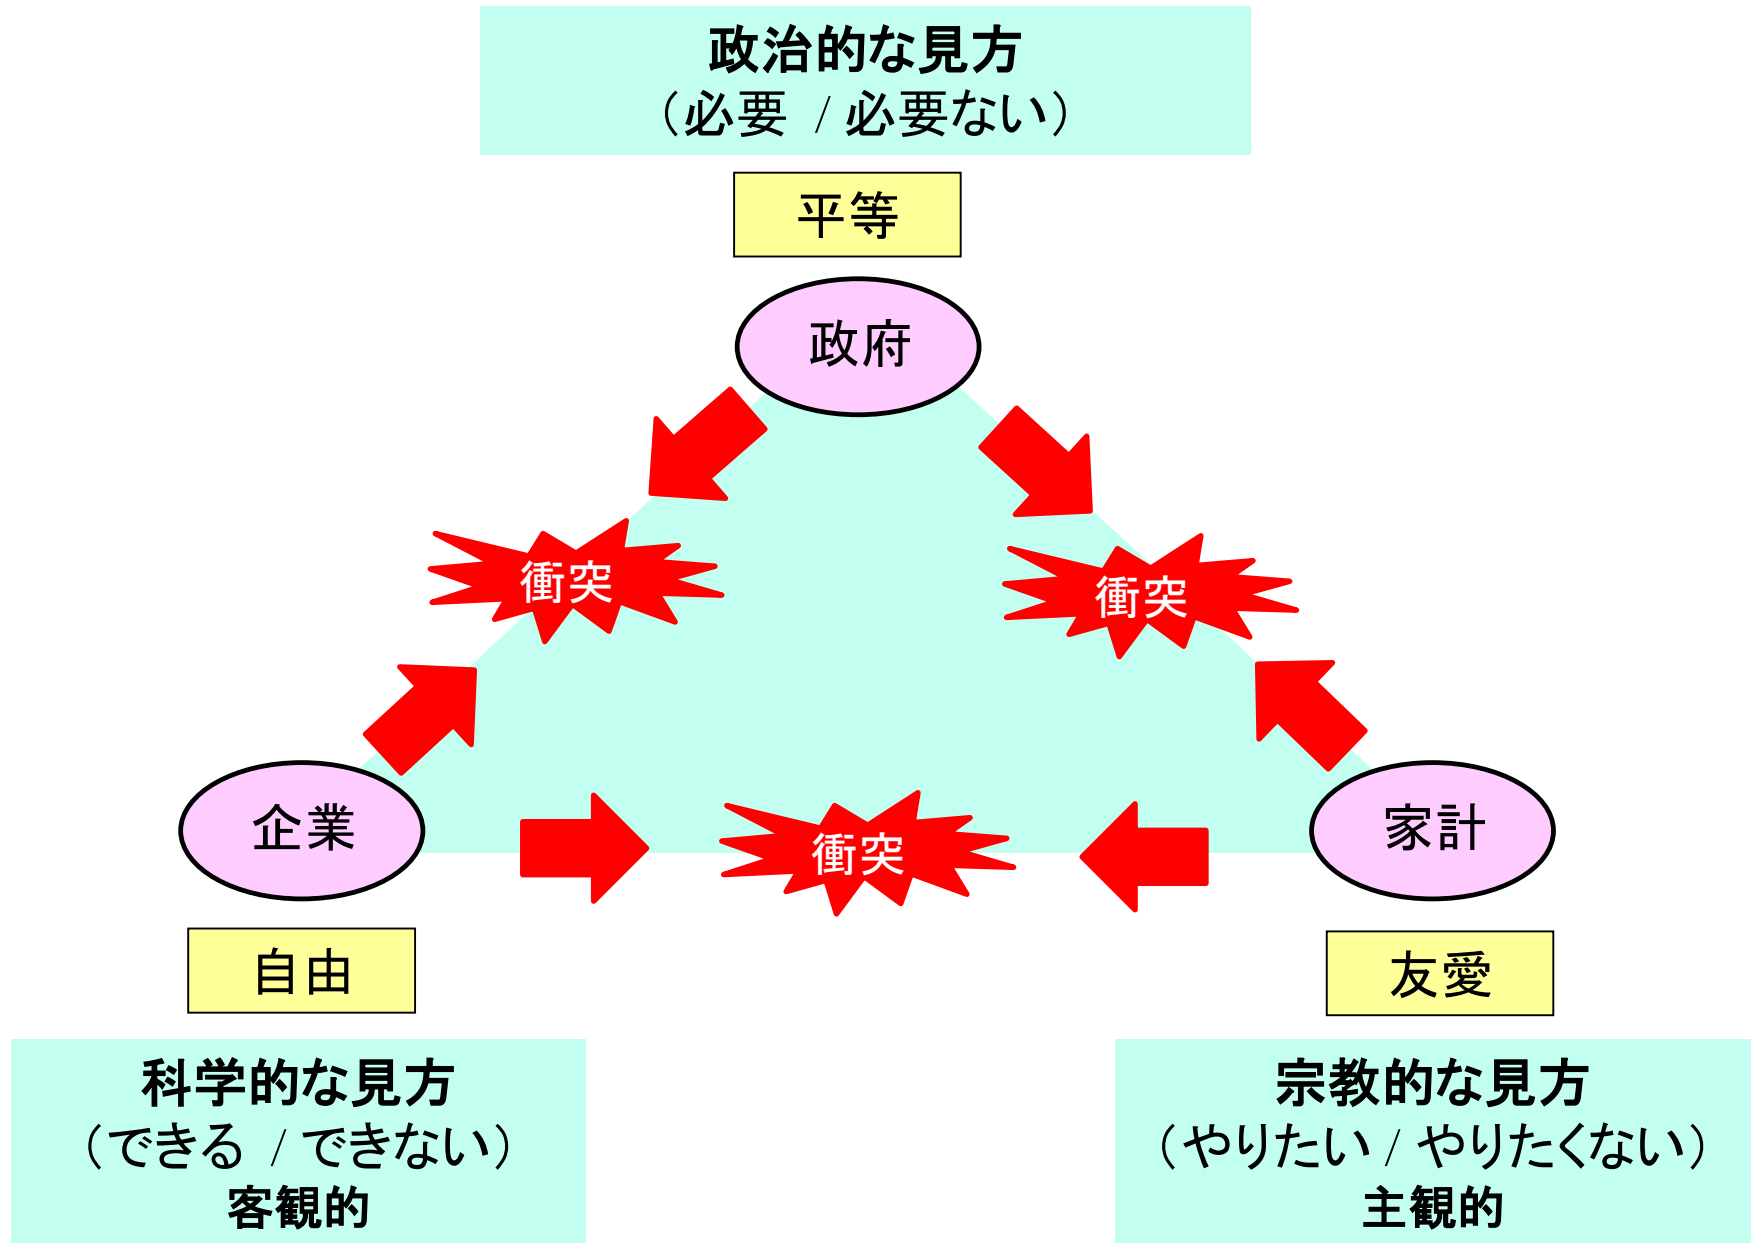 政治的な見方
（必要 / 必要ない）
平等
政府
衝突
衝突
企業
衝突
家計
自由
友愛
科学的な見方
（できる / できない）
客観的
宗教的な見方
（やりたい / やりたくない）
主観的